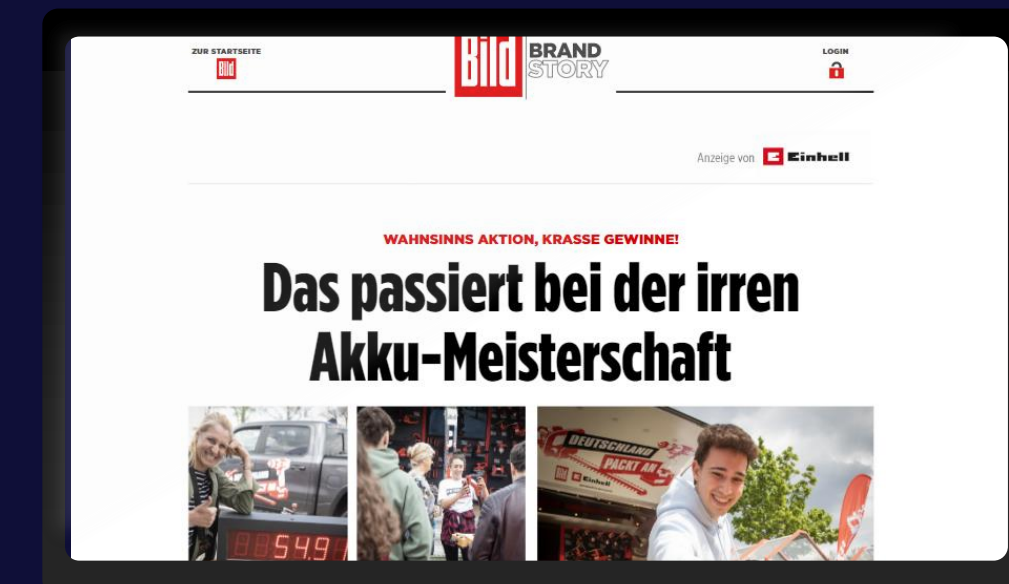 ZUR STARTSEITE
Bild
Bild BRAND
STORY
LOGIN
Anzeige von Einhell
WAHNSINNS AKTION, KRASSE GEWINNE!
Das passiert bei der irren
Akku-Meisterschaft
DEUTSCHLAND
PACKT AN
Bild Einhell
54.91